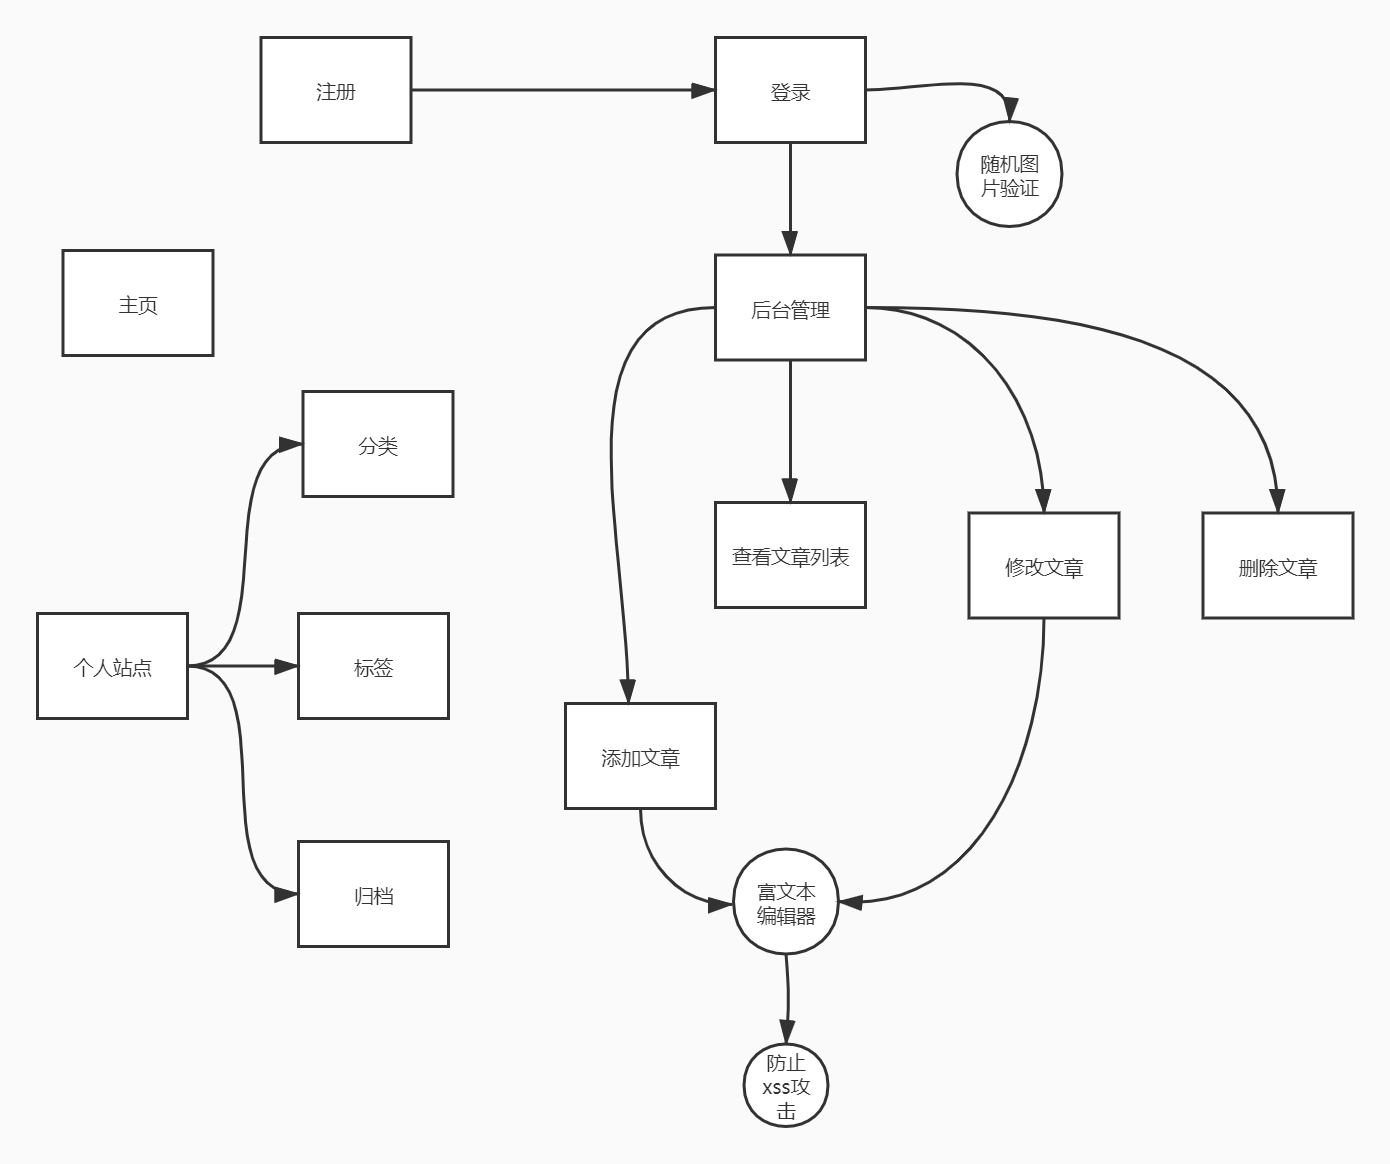 注册
登录
随机图
片验证
主页
后台管理
分类
查看文章列表
修改文章
删除文章
个人站点
标签
添加文章
归档
富文本
编辑器
防止
xss攻
击